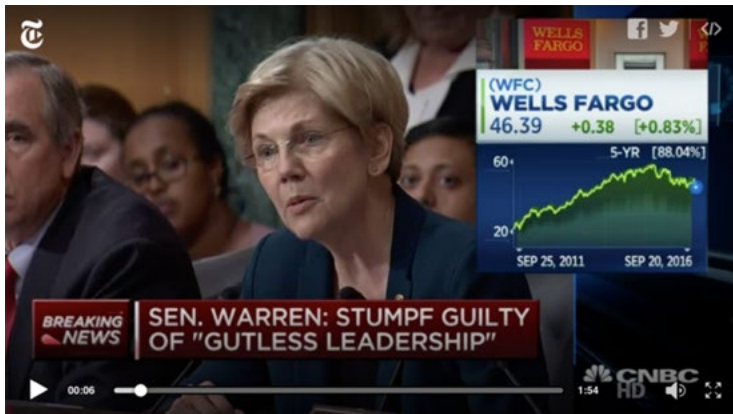 T
WELLS
FARGO
(WFC)
WELLS FARGO
46.39 +0.38 [+0.83%]
5-YR [88.04%]
60
20
SEP 25, 2011 SEP 20, 2016
BREAKING NEWS
SEN. WARREN: STUMPF GUILTY
OF "GUTLESS LEADERSHIP"
CNBC
HD
00:06 1:54